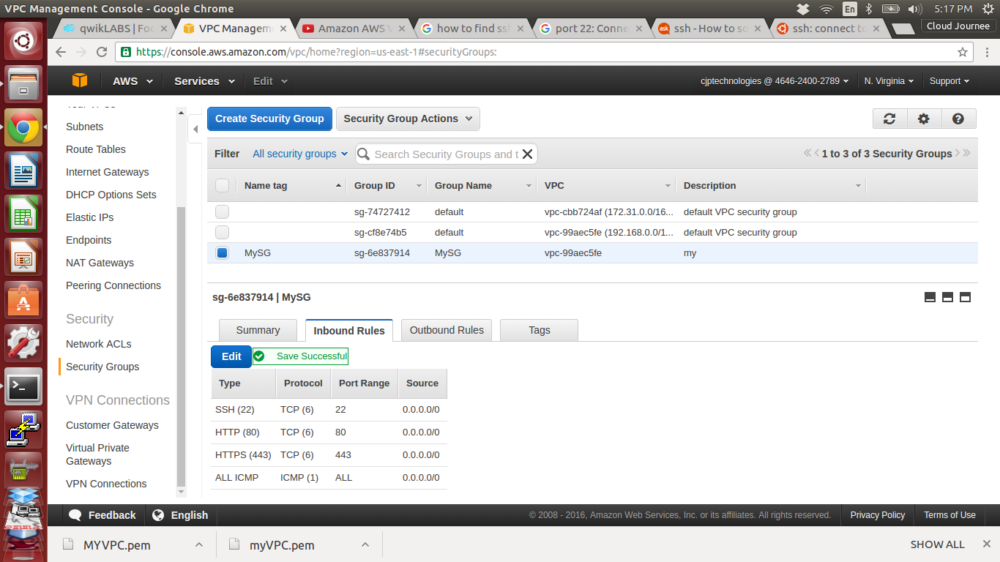 VPC Management Console - Google Chrome
En
5:17 PM
qwikLABS | Foc
VPC Managem
Amazon AWS V
how to find ssh
port 22: Conne
ssh - How to so
ssh: connect to
Cloud Journee
https://console.aws.amazon.com/vpc/home?region=us-east-1#securityGroups:
AWS
Services
Edit
cjptechnologies @ 4646-2400-2789
N. Virginia
Support
Subnets
Route Tables
Internet Gateways
DHCP Options Sets
Elastic IPs
Endpoints
NAT Gateways
Peering Connections
Security
Network ACLs
Security Groups
VPN Connections
Customer Gateways
Virtual Private
Gateways
VPN Connections
Create Security Group
Security Group Actions
Filter
All security groups
Search Security Groups and t
1 to 3 of 3 Security Groups
Name tag Group ID Group Name VPC Description
sg-74727412 default vpc-cbb724af (172.31.0.0/16... default VPC security group
sg-cf8e74b5 default vpc-99aec5fe (192.168.0.0/1... default VPC security group
MySG sg-6e837914 MySG vpc-99aec5fe my
sg-6e837914 | MySG
Summary
Inbound Rules
Outbound Rules
Tags
Edit
Save Successful
Type Protocol Port Range Source
SSH (22) TCP (6) 22 0.0.0.0/0
HTTP (80) TCP (6) 80 0.0.0.0/0
HTTPS (443) TCP (6) 443 0.0.0.0/0
ALL ICMP ICMP (1) ALL 0.0.0.0/0
Feedback
English
© 2008 - 2016, Amazon Web Services, Inc. or its affiliates. All rights reserved.
Privacy Policy
Terms of Use
MYVPC.pem
myVPC.pem
SHOW ALL